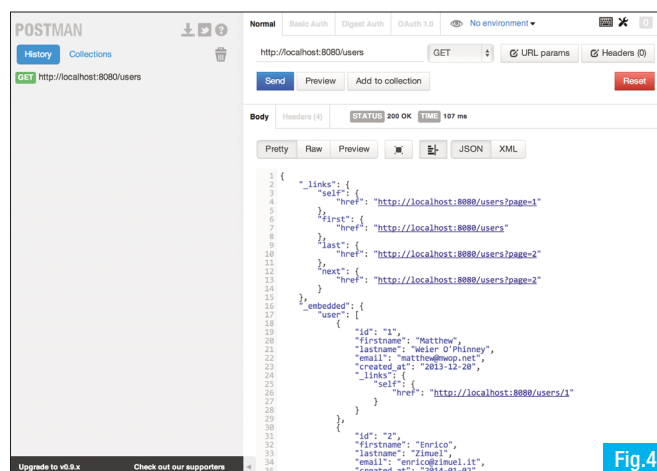 POSTMAN
History Collections
GET http://localhost:8080/users
Upgrade to v0.9.x Check out our supporters
Normal Basic Auth Digest Auth OAuth 1.0 No environment
0
http://localhost:8080/users GET URL params Headers (0)
Send Preview Add to collection Reset
Body Headers (4) STATUS 200 OK TIME 107 ms
Pretty Raw Preview JSON XML
1 {
2 "_links": {
3 "self": {
4 "href": "http://localhost:8080/users?page=1"
5 },
6 "first": {
7 "href": "http://localhost:8080/users"
8 },
9 "last": {
10 "href": "http://localhost:8080/users?page=2"
11 },
12 "next": {
13 "href": "http://localhost:8080/users?page=2"
14 }
15 },
16 "_embedded": {
17 "user": [
18 {
19 "id": "1",
20 "firstname": "Matthew",
21 "lastname": "Weier O'Phinney",
22 "email": "matthew@mwop.net",
23 "created_at": "2013-12-20",
24 "_links": {
25 "self": {
26 "href": "http://localhost:8080/users/1"
27 }
28 }
29 },
30 {
31 "id": "2",
32 "firstname": "Enrico",
33 "lastname": "Zimuel",
34 "email": "enrico@zimuel.it",
35 "created_at": "2014-01-02",
Fig.4